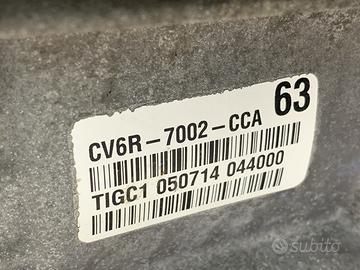 63
CV6R-7002-CCA
TIGC1 050714 044000
subito